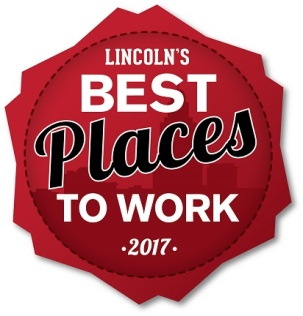 LINCOLN'S
BEST
Places
TO WORK
·2017·